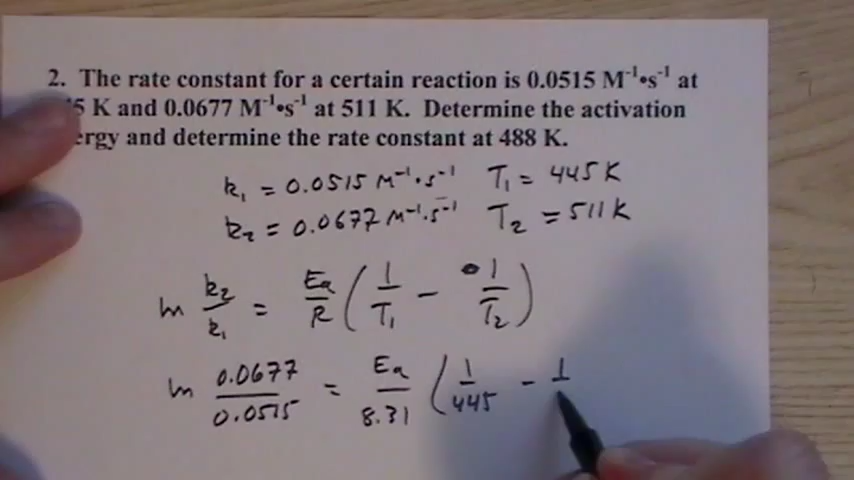 2. The rate constant for a certain reaction is 0.0515 M⁻¹•s⁻¹ at
K and 0.0677 M⁻¹•s⁻¹ at 511 K. Determine the activation
and determine the rate constant at 488 K.
k₁ = 0.0515 M⁻¹·s⁻¹ T₁ = 445 K
k₂ = 0.0677 M⁻¹·s⁻¹ T₂ = 511 K
ln k₂/k₁ = Ea/R (1/T₁ - 1/T₂)
ln 0.0677/0.0515 = Ea/8.31 (1/445 - 1